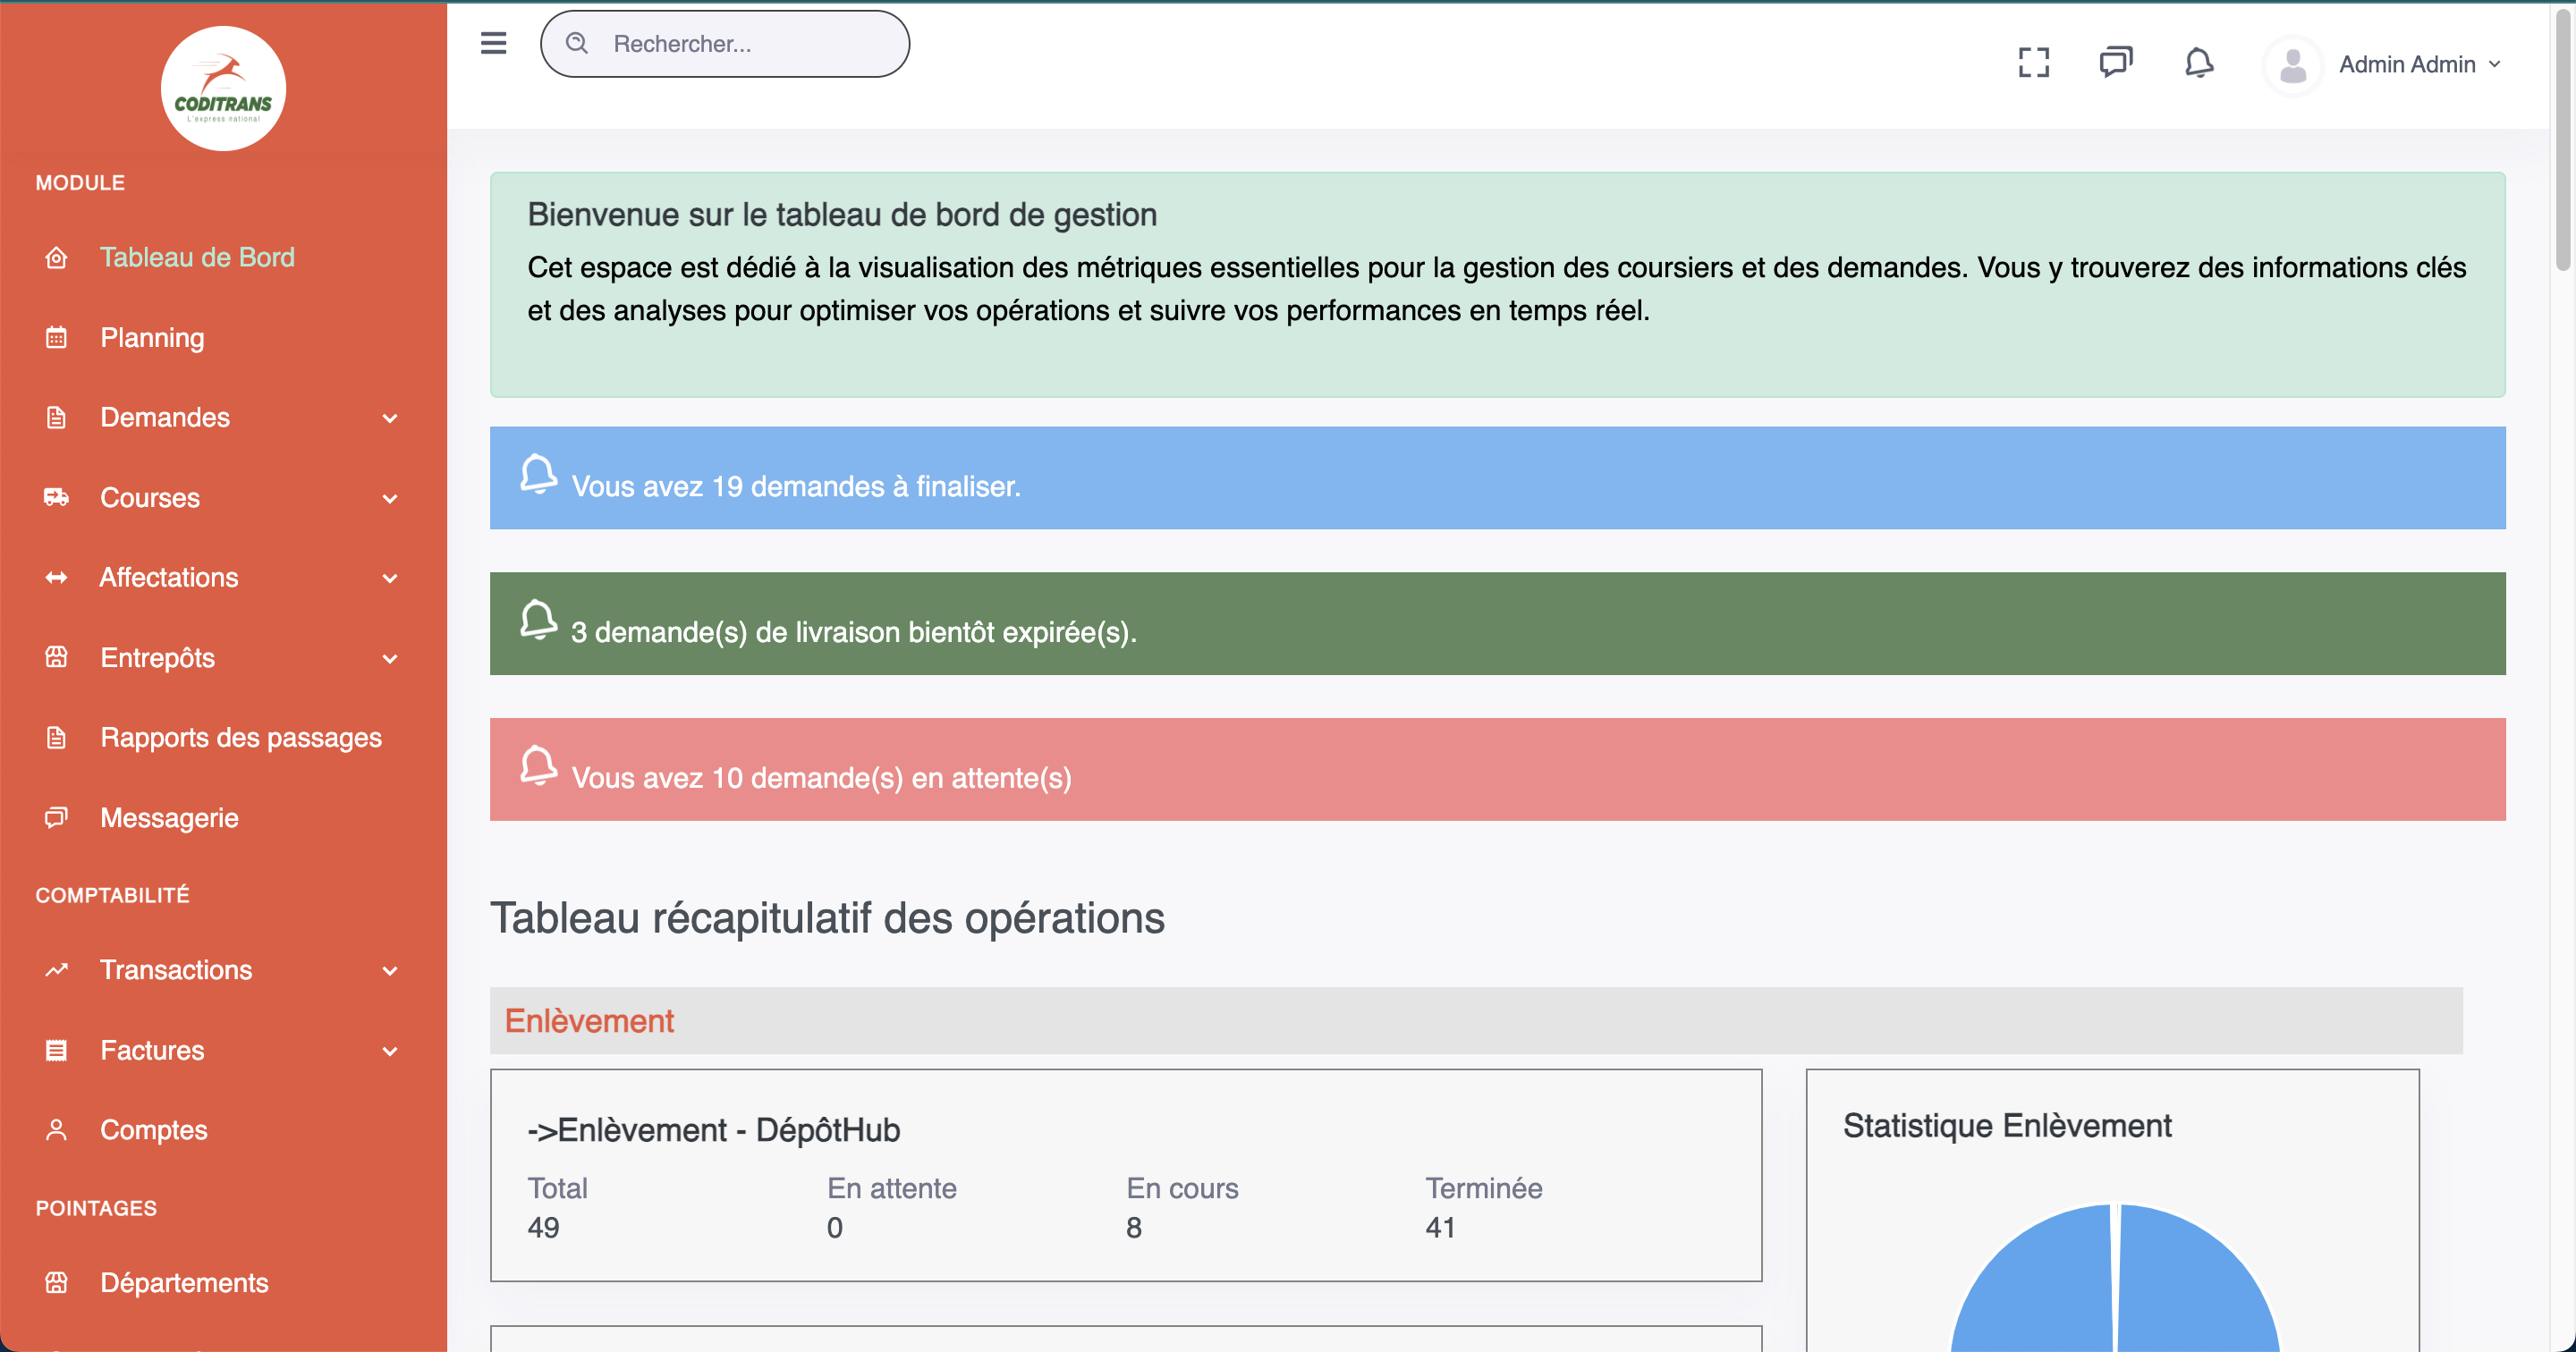 CODITRANS
L'express national
MODULE
Tableau de Bord
Planning
Demandes
Courses
Affectations
Entrepôts
Rapports des passages
Messagerie
COMPTABILITÉ
Transactions
Factures
Comptes
POINTAGES
Départements
Rechercher...
Admin Admin
Bienvenue sur le tableau de bord de gestion
Cet espace est dédié à la visualisation des métriques essentielles pour la gestion des coursiers et des demandes. Vous y trouverez des informations clés
et des analyses pour optimiser vos opérations et suivre vos performances en temps réel.
Vous avez 19 demandes à finaliser.
3 demande(s) de livraison bientôt expirée(s).
Vous avez 10 demande(s) en attente(s)
Tableau récapitulatif des opérations
Enlèvement
->Enlèvement - DépôtHub
Total En attente En cours Terminée
49 0 8 41
Statistique Enlèvement